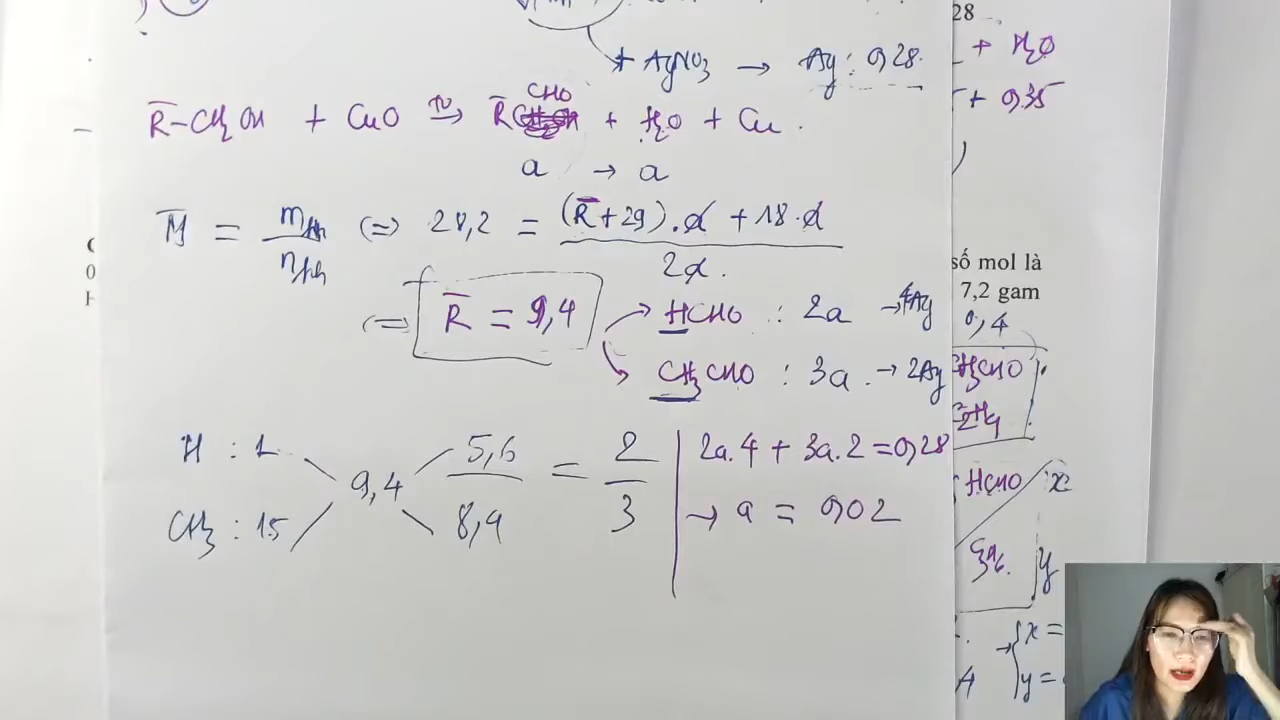 28
+ AgNO3 → Ag : 0,28.
+ H2O
R̄-CH2OH + CuO t° → R̄ CHO + H2O + Cu.
+ 0,35
a → a
M̄ = mhh / nhh (=) 28,2 = (R̄ + 29).a + 18.a / 2a.
(=) R̄ = 9,4
HCHO : 2a → 4Ag
CH3CHO : 3a. → 2Ag
số mol là
7,2 gam
0,4
H : 1
CH3 : 15
9,4
5,6 / 8,4 = 2 / 3
2a.4 + 3a.2 = 0,28
→ a = 0,02
HCHO x
y
x =
y =